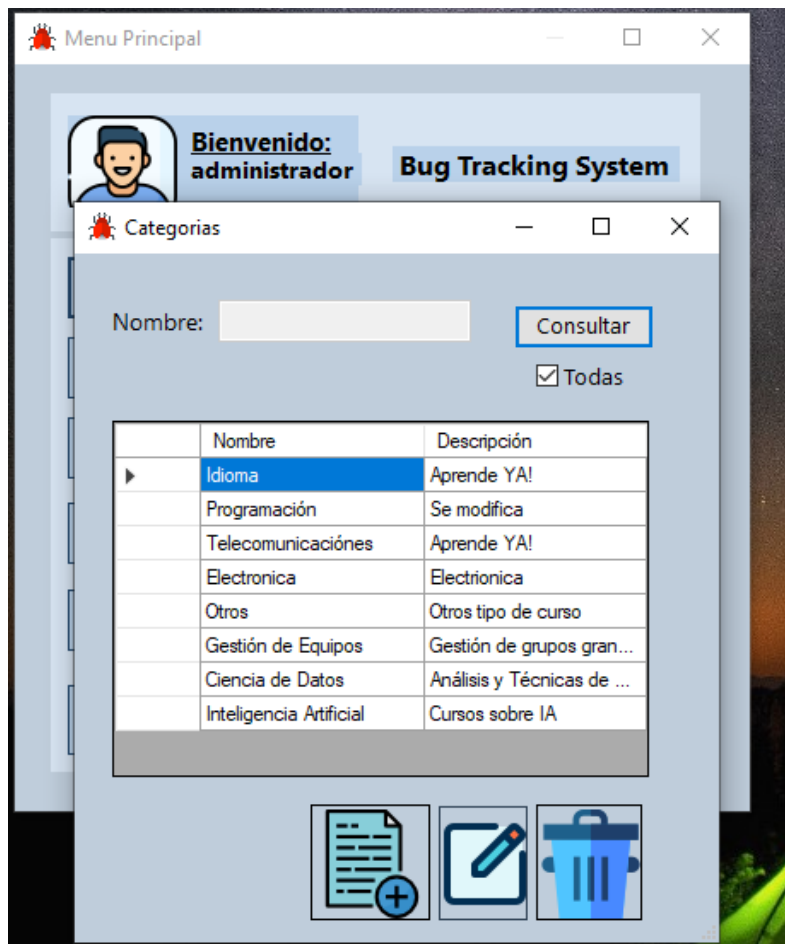 Menu Principal
Bienvenido:
administrador
Bug Tracking System
Categorias
Nombre:
Consultar
Todas
Nombre Descripción
Idioma Aprende YA!
Programación Se modifica
Telecomunicaciónes Aprende YA!
Electronica Electrionica
Otros Otros tipo de curso
Gestión de Equipos Gestión de grupos gran...
Ciencia de Datos Análisis y Técnicas de ...
Inteligencia Artificial Cursos sobre IA